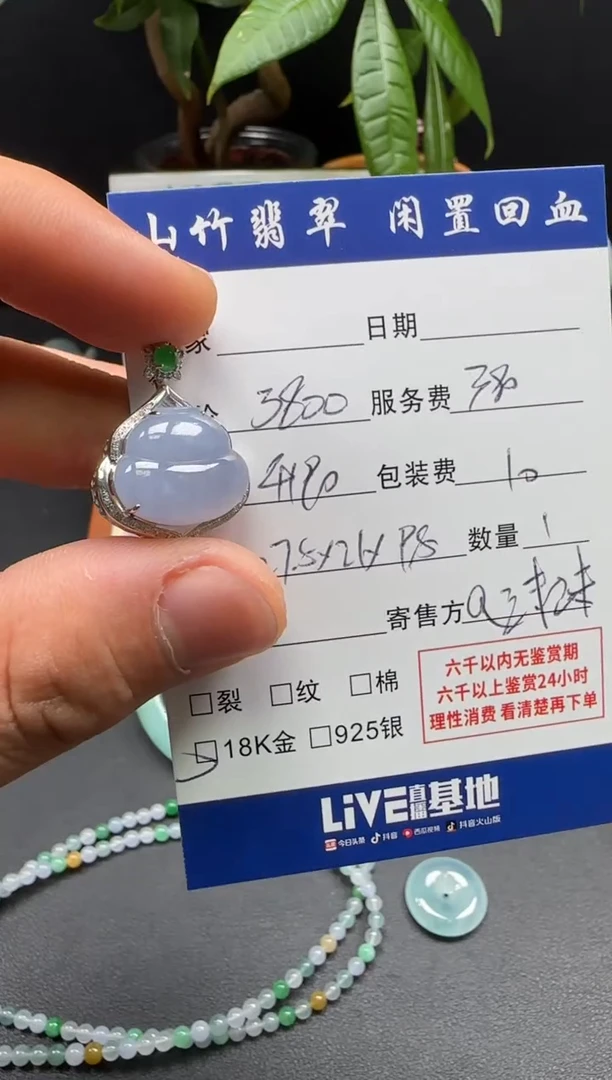 竹翡翠 闲置回血
家 日期
3800 服务费 380
4180 包装费 10
数量 1
寄售方
□裂 □纹 □棉
□18K金 □925银
六千以内无鉴赏期
六千以上鉴赏24小时
理性消费 看清楚再下单
LiVE直播基地
今日头条 抖音 西瓜视频 抖音火山版